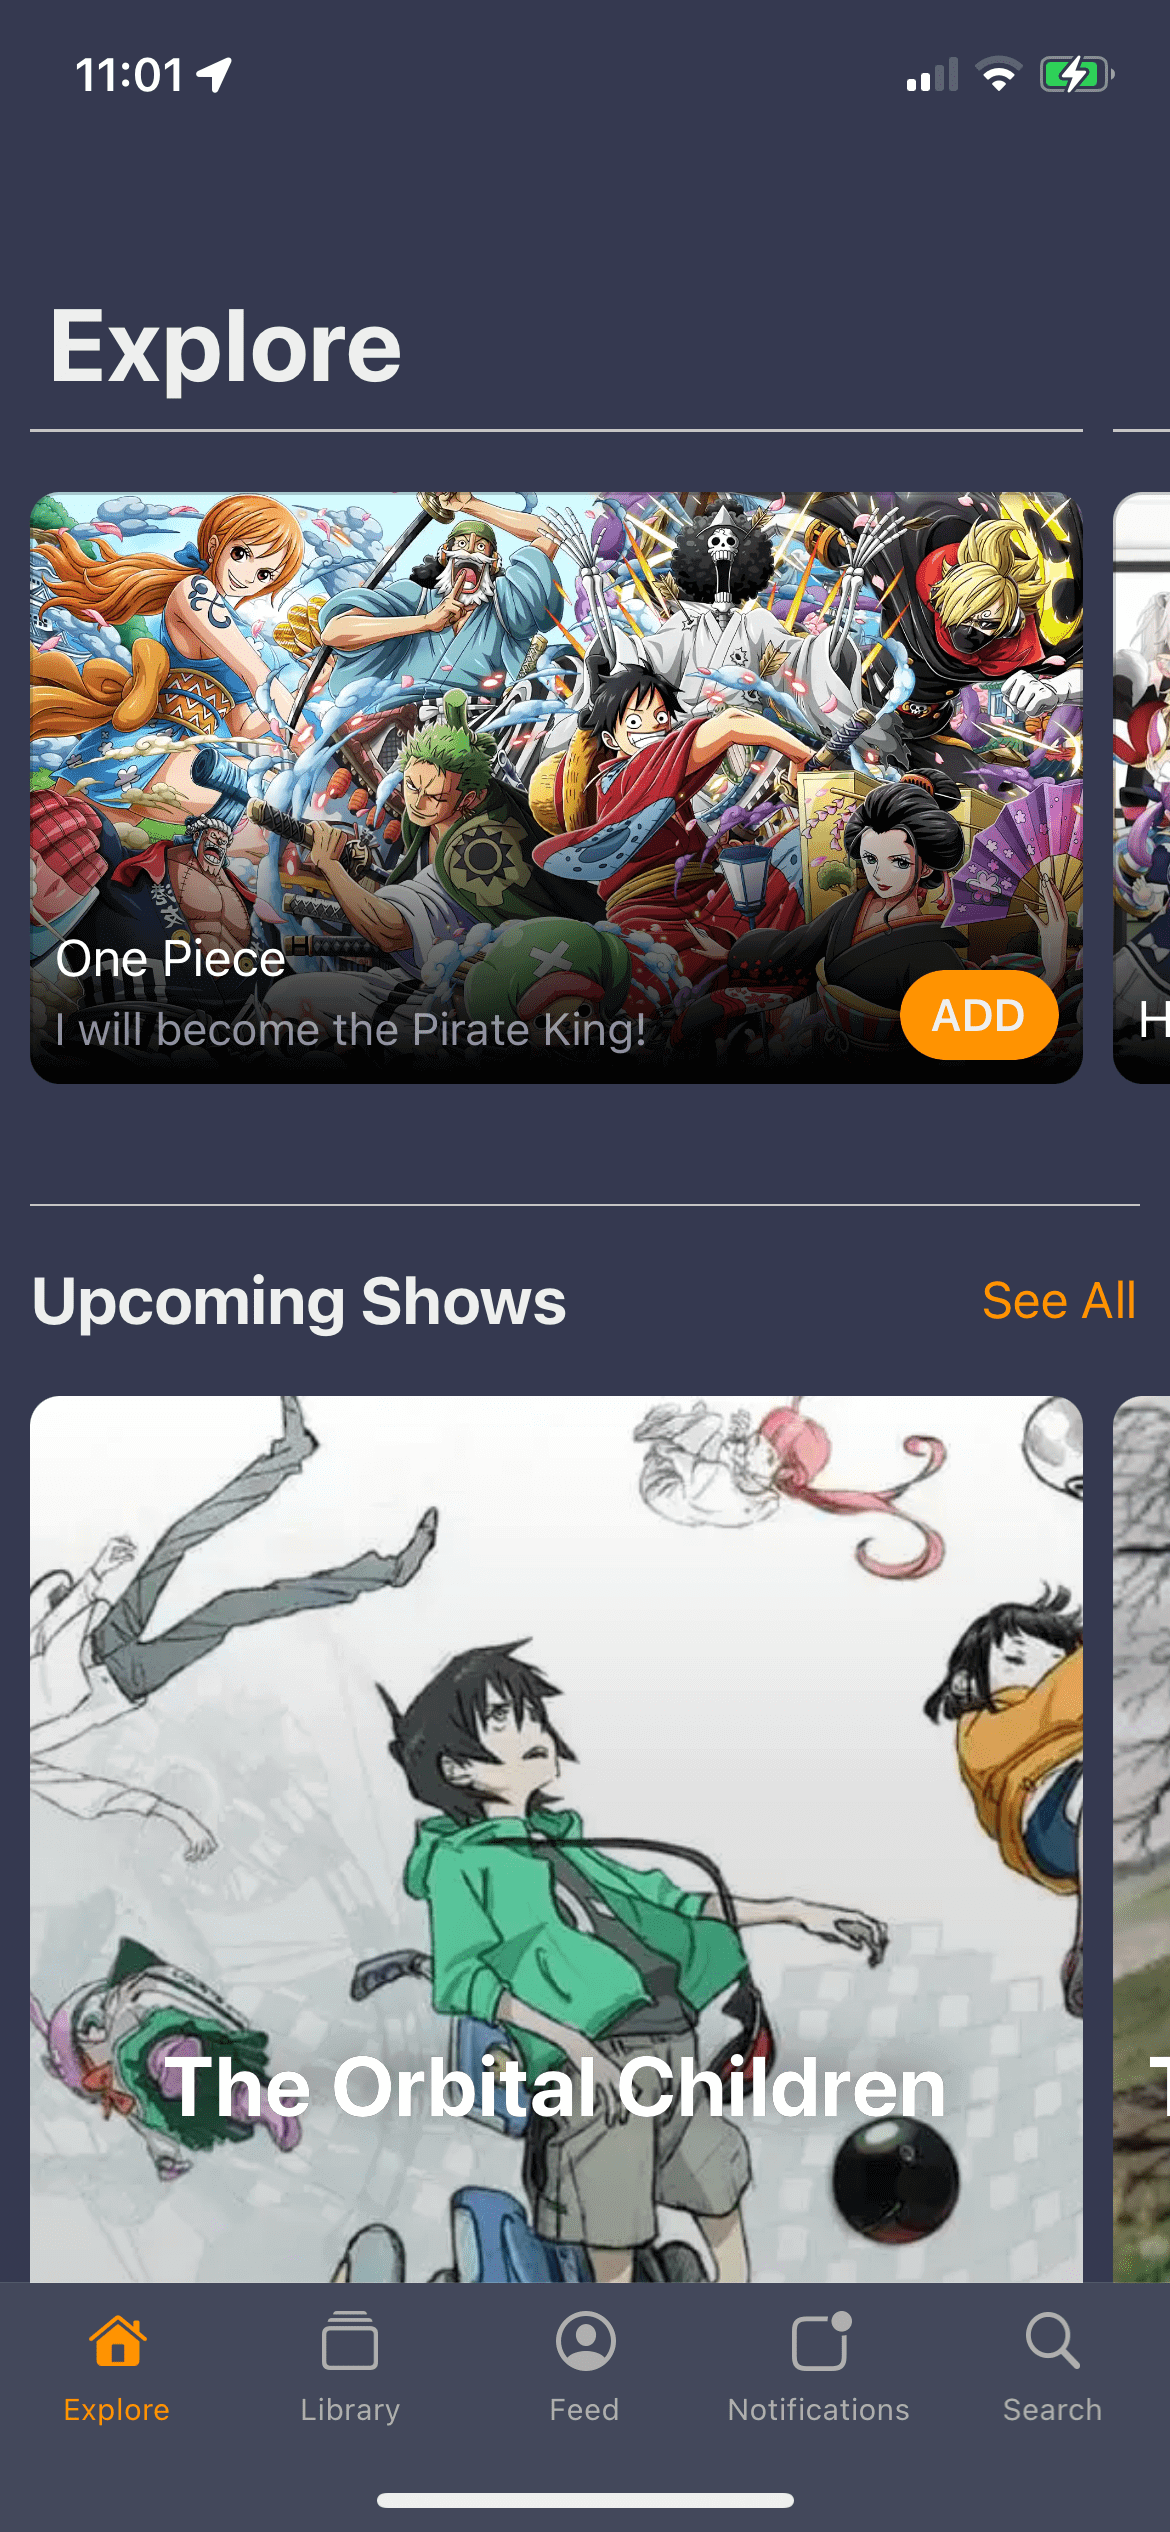 11:01
Explore
One Piece
I will become the Pirate King!
ADD
H
Upcoming Shows
See All
The Orbital Children
T
Explore
Library
Feed
Notifications
Search